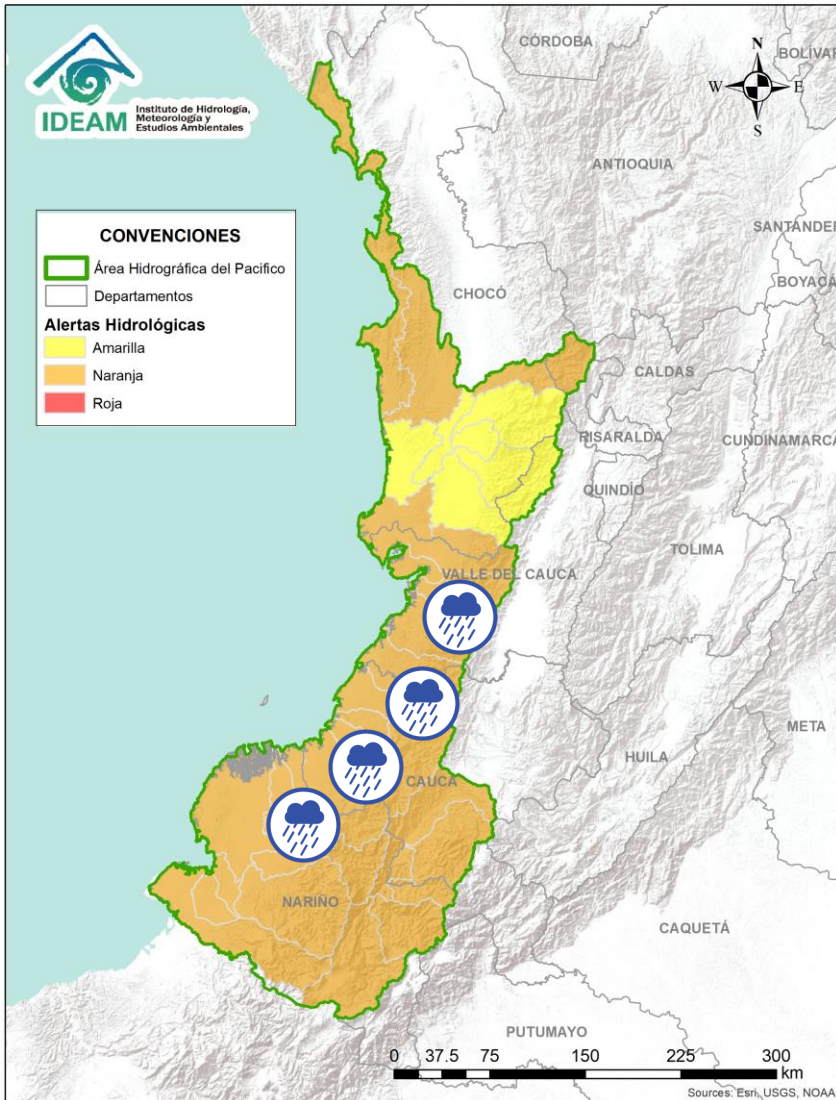 CÓRDOBA
BOLÍVAR
N
W E
S
IDEAM
Instituto de Hidrología,
Meteorología y
Estudios Ambientales
ANTIOQUIA
SANTANDER
CONVENCIONES
Área Hidrográfica del Pacifico
Departamentos
Alertas Hidrológicas
Amarilla
Naranja
Roja
BOYACÁ
CHOCÓ
CALDAS
RISARALDA
CUNDINAMARCA
QUINDÍO
TOLIMA
VALLE DEL CAUCA
META
HUILA
CAUCA
NARIÑO
CAQUETÁ
PUTUMAYO
0 37.5 75 150 225 300
km
Sources: Esri, USGS, NOAA